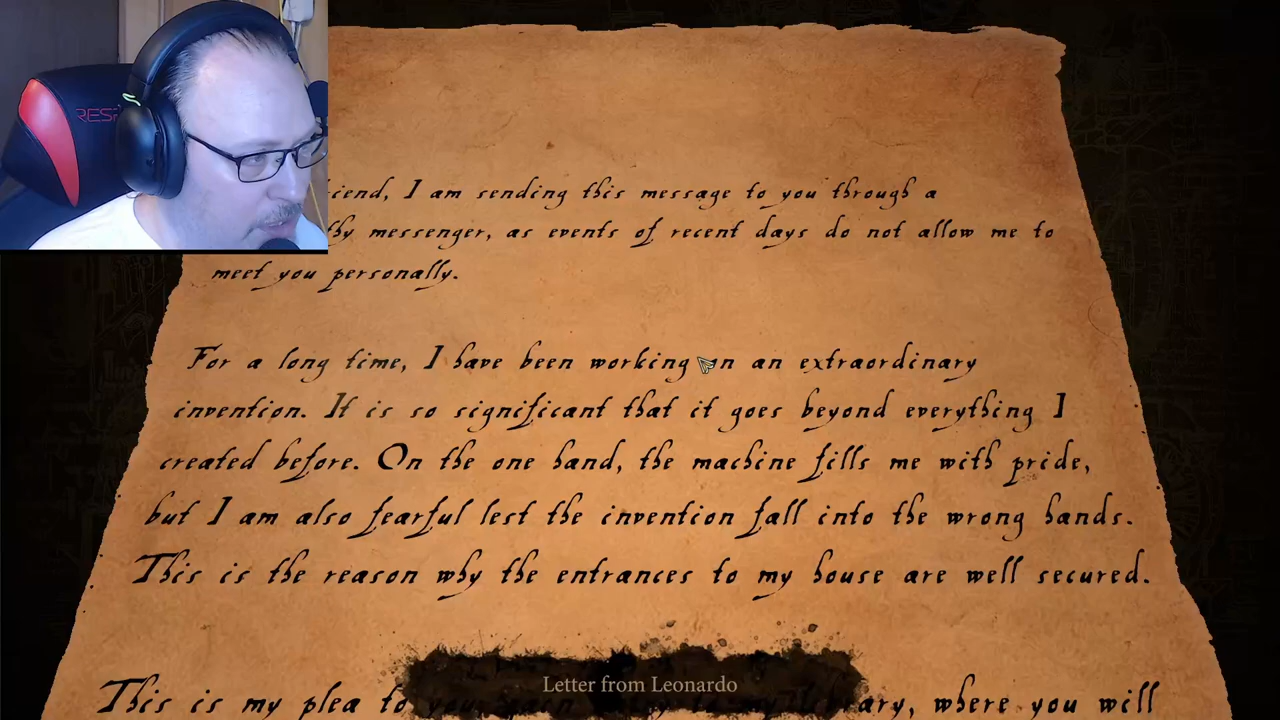 RES
iend, I am sending this message to you through a
hy messenger, as events of recent days do not allow me to
meet you personally.
For a long time, I have been working on an extraordinary
invention. It is so significant that it goes beyond everything I
created before. On the one hand, the machine fills me with pride,
but I am also fearful lest the invention fall into the wrong hands.
This is the reason why the entrances to my house are well secured.
This is my plea to you library, where you will
Letter from Leonardo